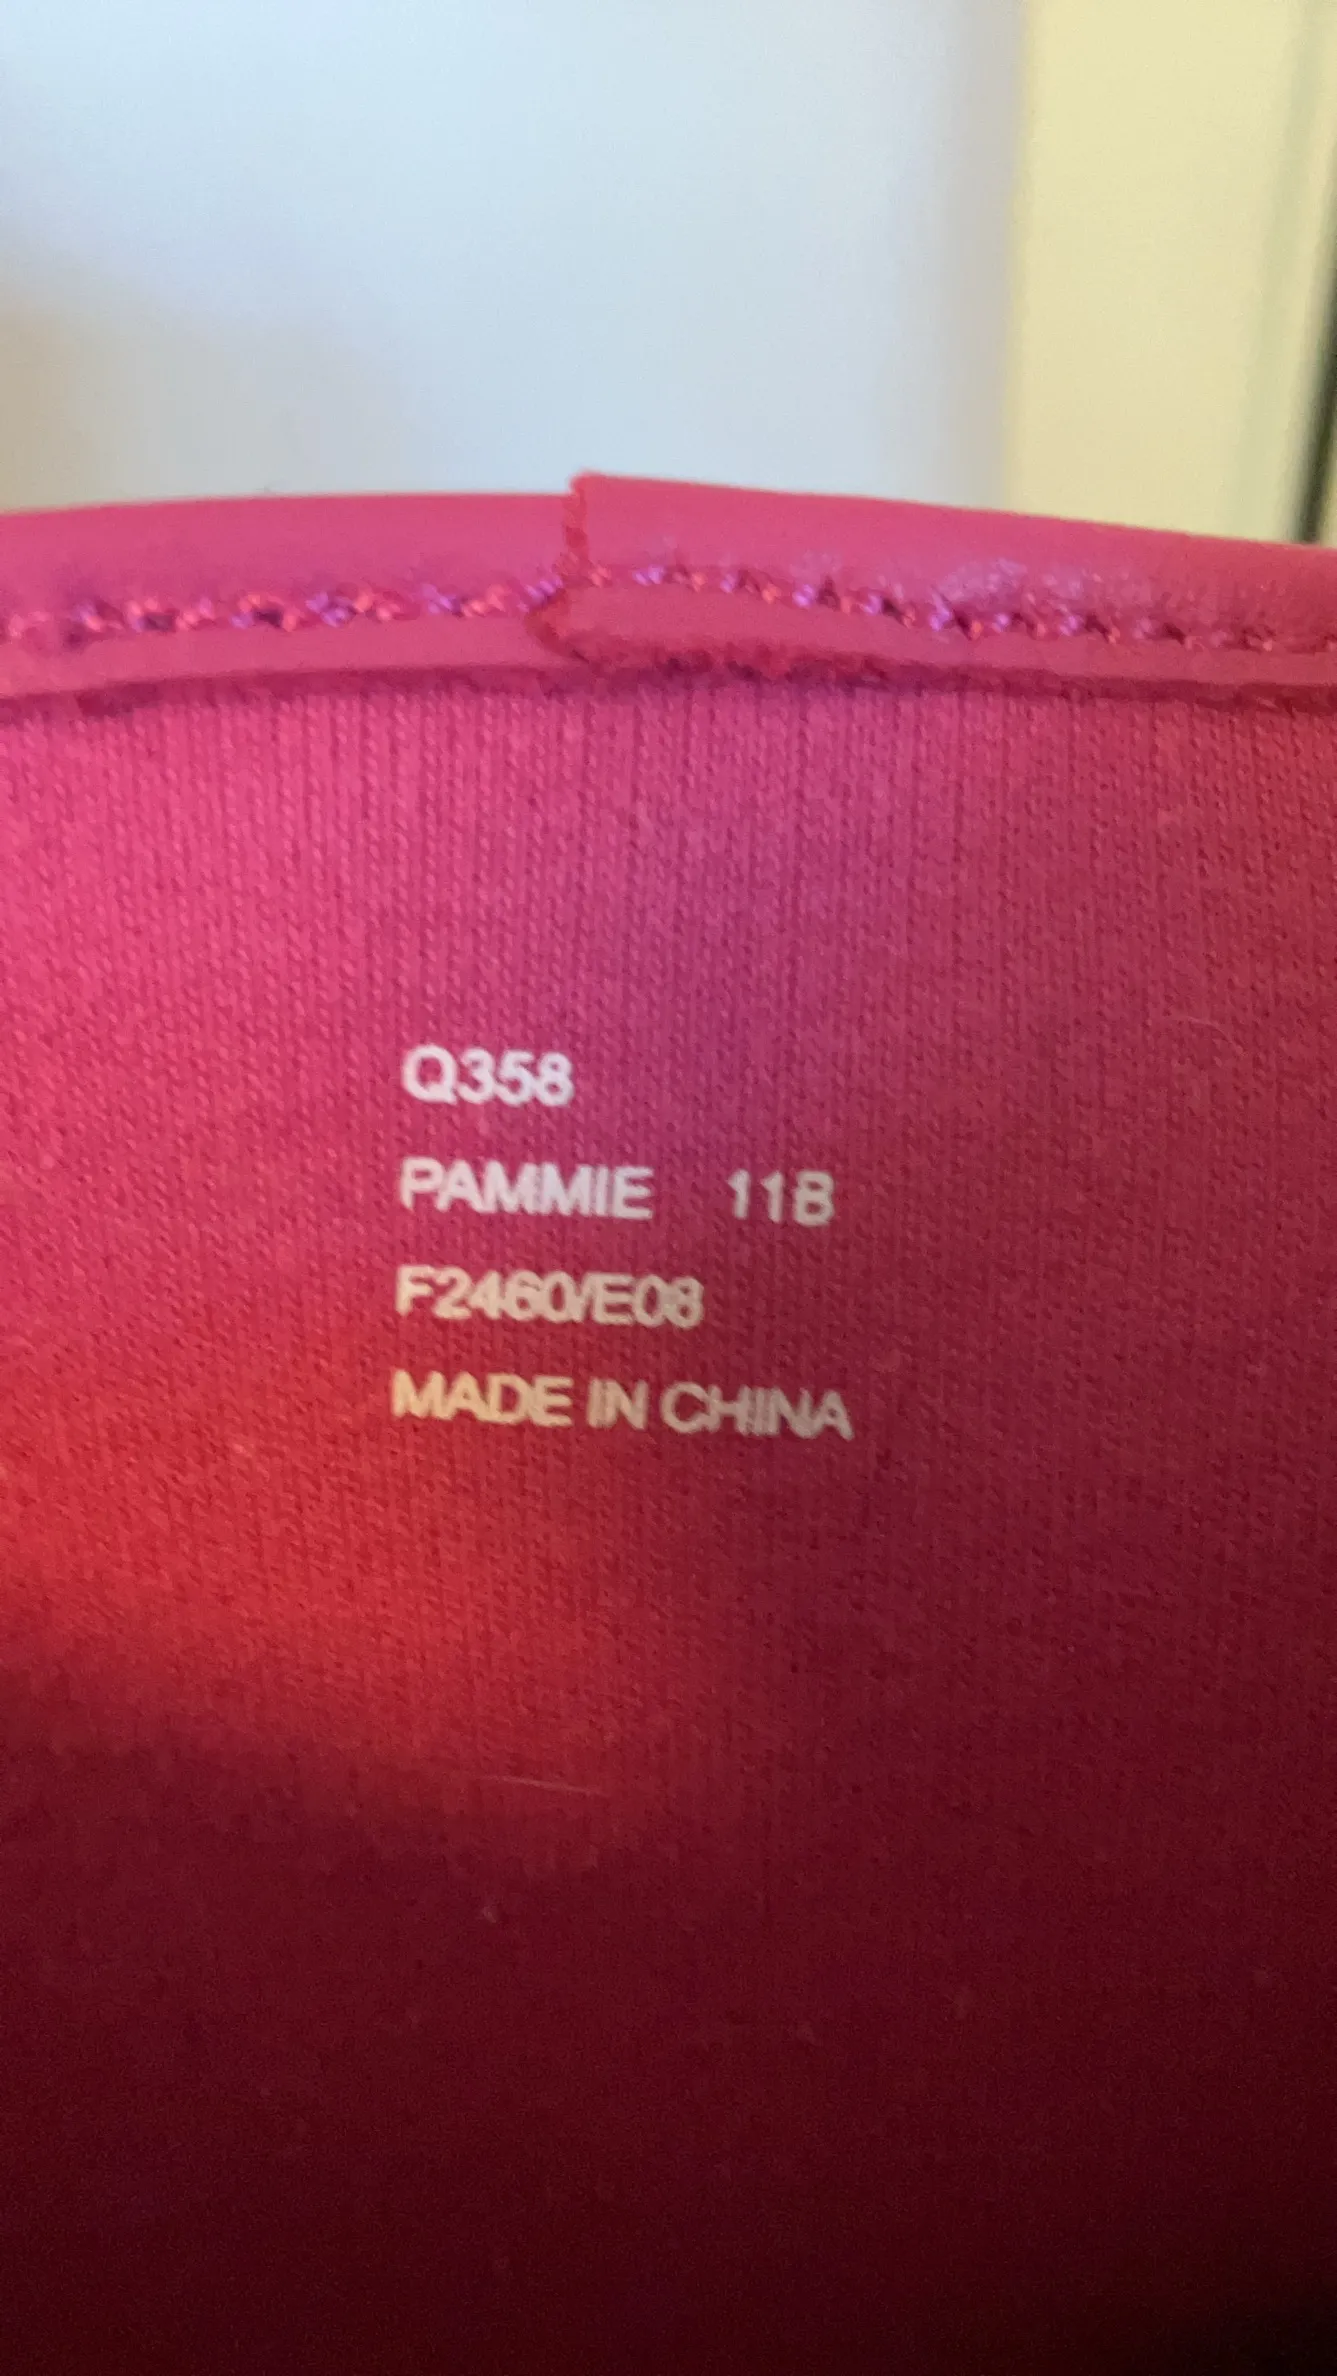 Q358
PAMMIE 11B
F2460/E08
MADE IN CHINA